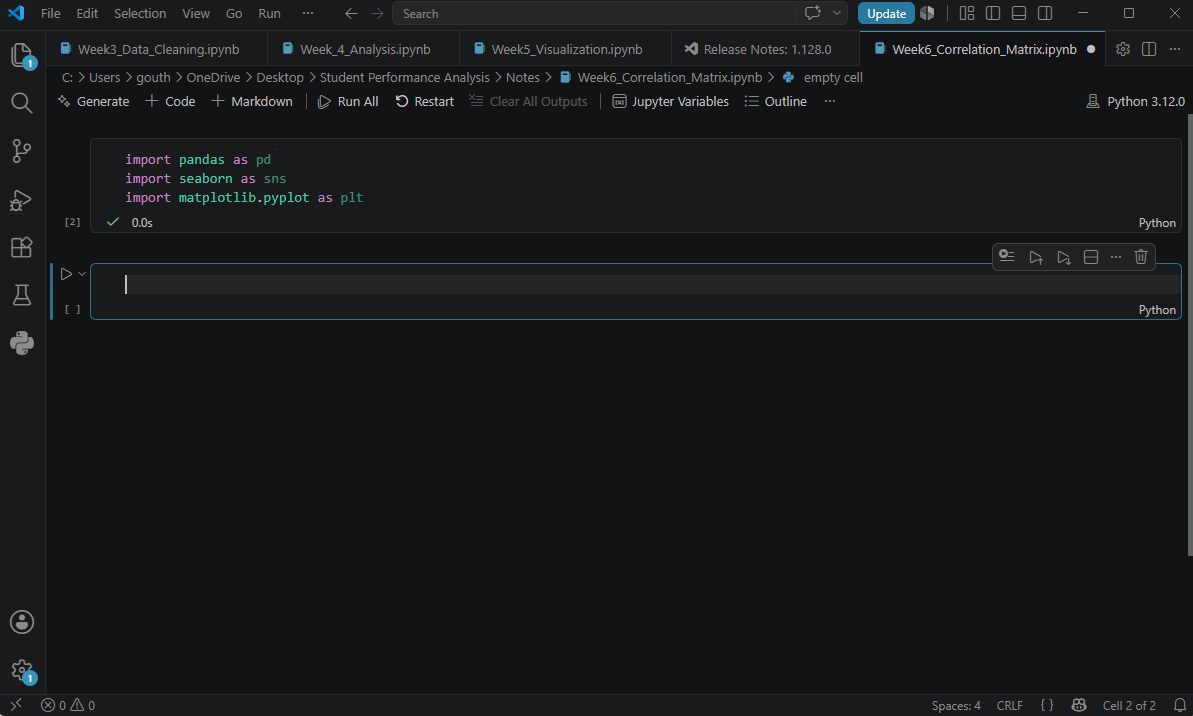 File Edit Selection View Go Run ··· Search Update
Week3_Data_Cleaning.ipynb Week_4_Analysis.ipynb Week5_Visualization.ipynb Release Notes: 1.128.0 Week6_Correlation_Matrix.ipynb
1
C: > Users > gouth > OneDrive > Desktop > Student Performance Analysis > Notes > Week6_Correlation_Matrix.ipynb > empty cell
Generate + Code + Markdown Run All Restart Clear All Outputs Jupyter Variables Outline ··· Python 3.12.0
import pandas as pd
import seaborn as sns
import matplotlib.pyplot as plt
[2] 0.0s Python
[ ] Python
1
0 0 Spaces: 4 CRLF { } Cell 2 of 2